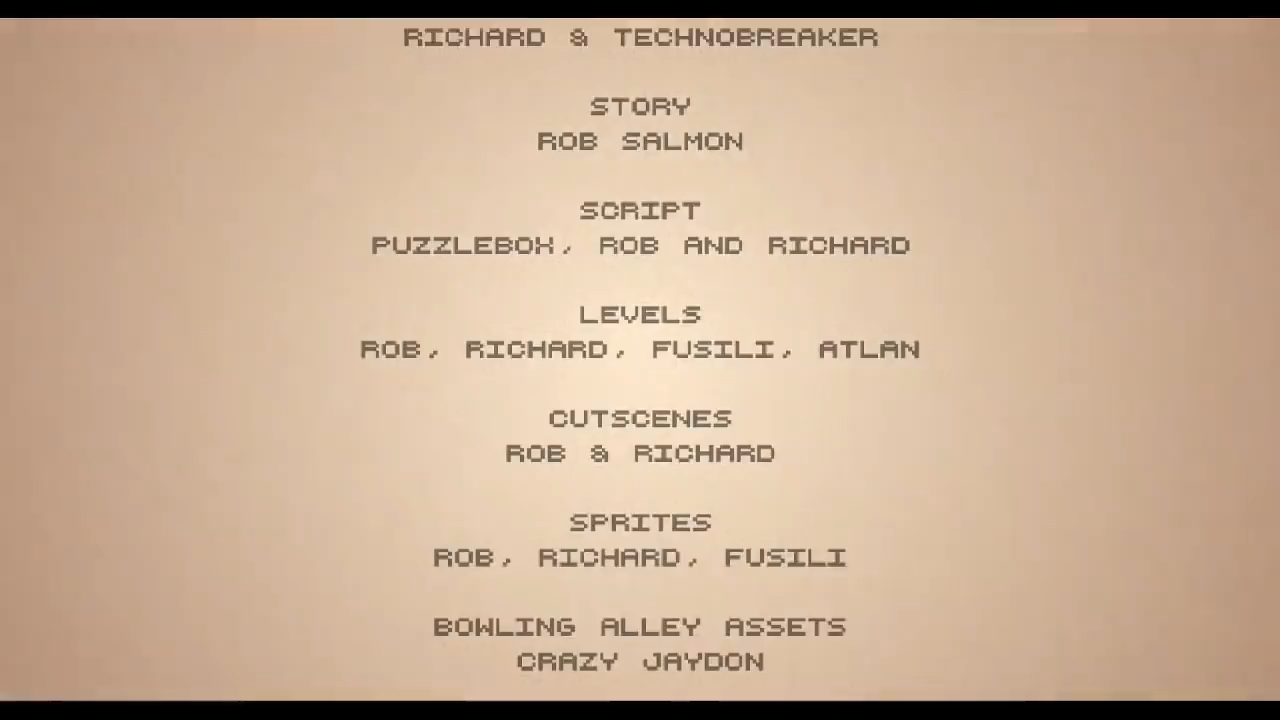 RICHARD & TECHNOBREAKER
STORY
ROB SALMON
SCRIPT
PUZZLEBOX, ROB AND RICHARD
LEVELS
ROB, RICHARD, FUSILI, ATLAN
CUTSCENES
ROB & RICHARD
SPRITES
ROB, RICHARD, FUSILI
BOWLING ALLEY ASSETS
CRAZY JAYDON